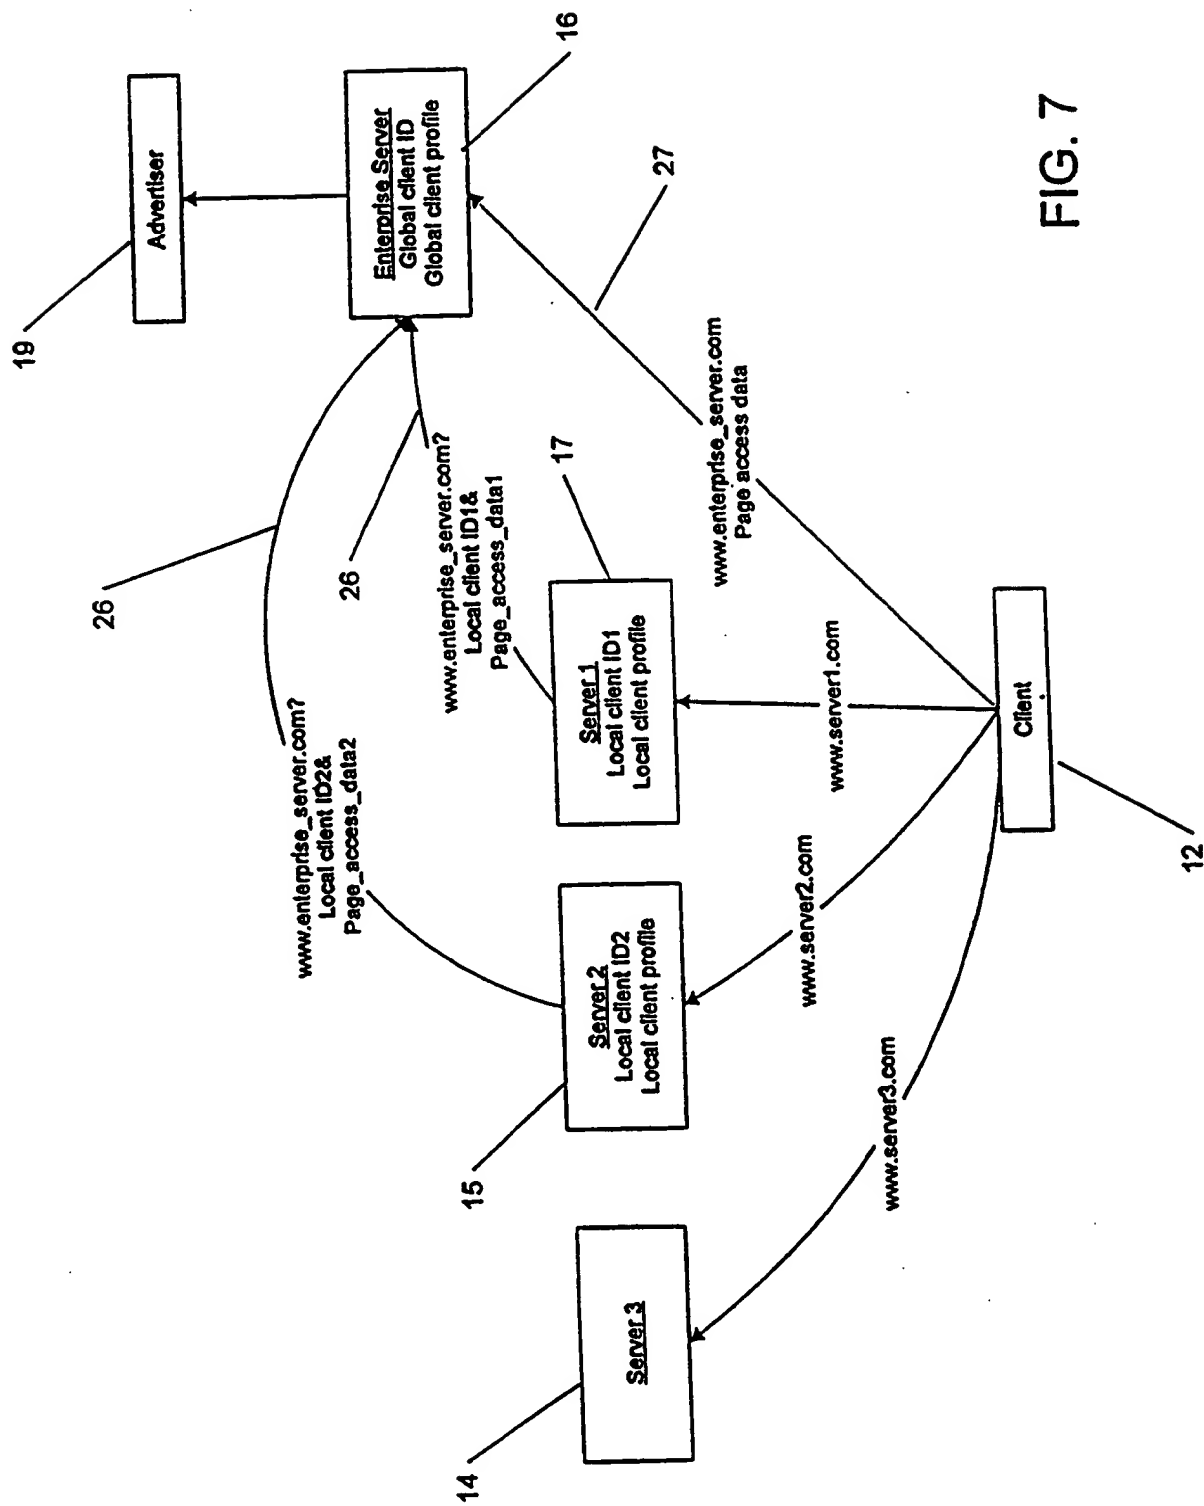 19
Advertiser
Enterprise Server
Global client ID
Global client profile
16
26
www.enterprise_server.com?
Local client ID2&
Page_access_data2
26
www.enterprise_server.com?
Local client ID1&
Page_access_data1
27
www.enterprise_server.com
Page access data
17
Server 1
Local client ID1
Local client profile
15
Server 2
Local client ID2
Local client profile
14
Server 3
www.server1.com
www.server2.com
www.server3.com
Client
12
FIG. 7